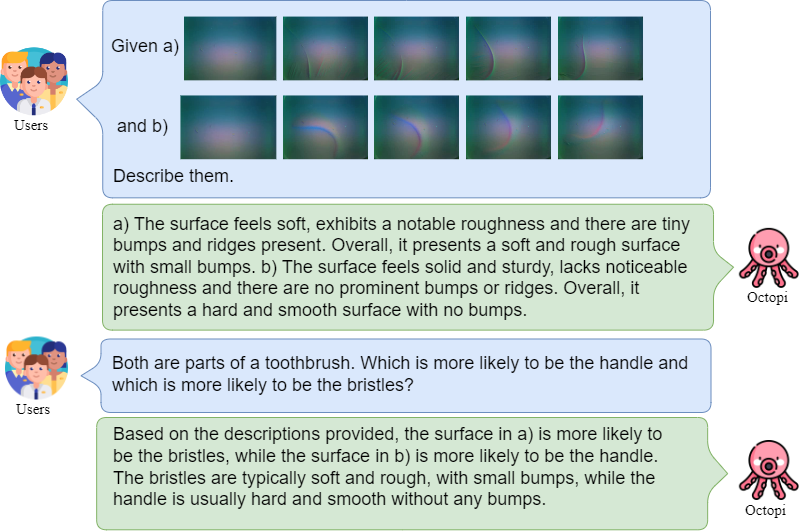 Given a)
Users
and b)
Describe them.
a) The surface feels soft, exhibits a notable roughness and there are tiny
bumps and ridges present. Overall, it presents a soft and rough surface
with small bumps. b) The surface feels solid and sturdy, lacks noticeable
roughness and there are no prominent bumps or ridges. Overall, it
presents a hard and smooth surface with no bumps.
Octopi
Both are parts of a toothbrush. Which is more likely to be the handle and
which is more likely to be the bristles?
Users
Based on the descriptions provided, the surface in a) is more likely to
be the bristles, while the surface in b) is more likely to be the handle.
The bristles are typically soft and rough, with small bumps, while the
handle is usually hard and smooth without any bumps.
Octopi